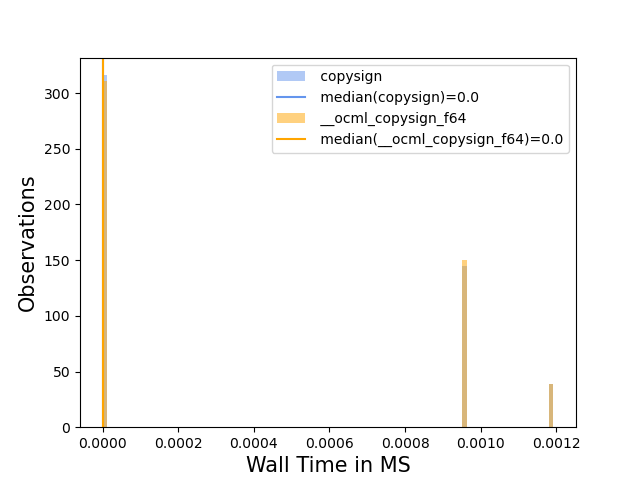 copysign
median(copysign)=0.0
__ocml_copysign_f64
median(__ocml_copysign_f64)=0.0
300
250
200
150
100
50
0
Observations
0.0000 0.0002 0.0004 0.0006 0.0008 0.0010 0.0012
Wall Time in MS